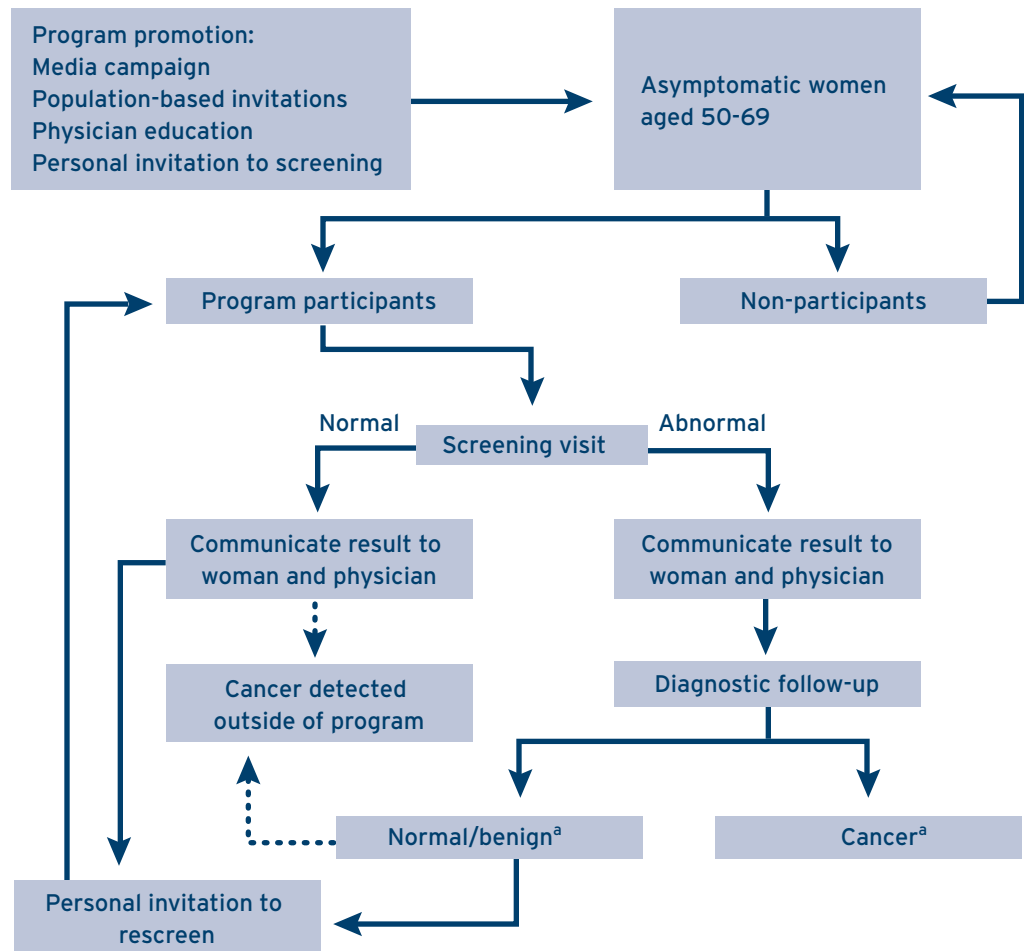 Program promotion:
Media campaign
Population-based invitations
Physician education
Personal invitation to screening
Asymptomatic women
aged 50-69
Program participants
Non-participants
Normal
Abnormal
Screening visit
Communicate result to
woman and physician
Communicate result to
woman and physician
Cancer detected
outside of program
Diagnostic follow-up
Normal/benignᵃ
Cancerᵃ
Personal invitation to
rescreen